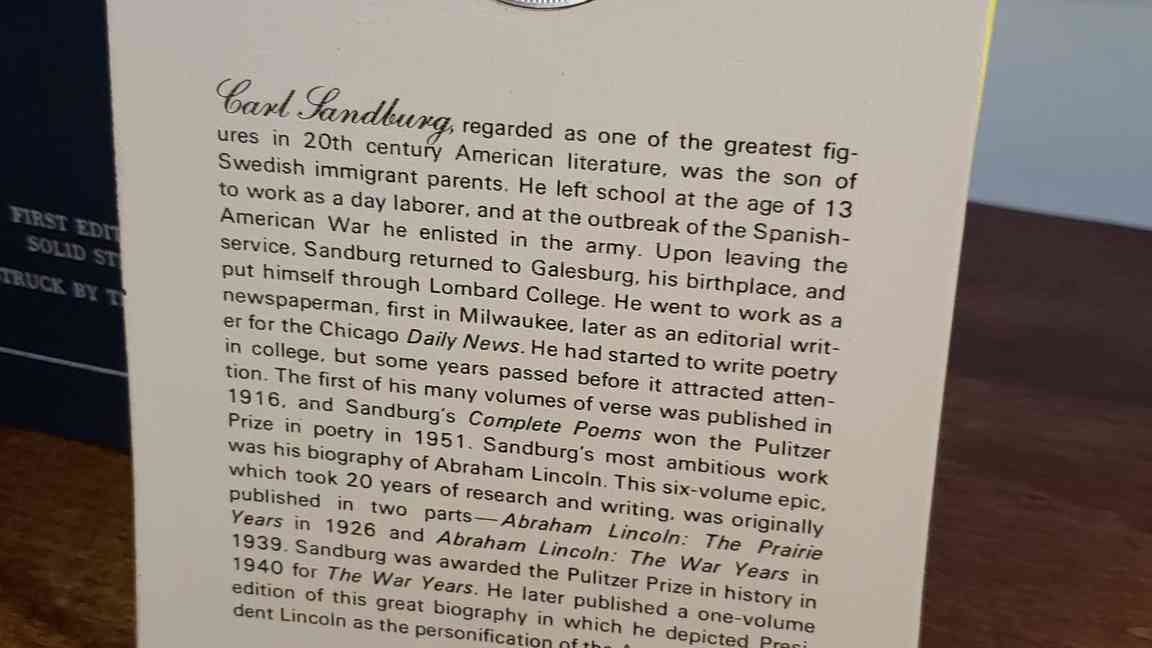 FIRST EDIT
SOLID ST
TRUCK BY T
Carl Sandburg, regarded as one of the greatest fig-
ures in 20th century American literature, was the son of
Swedish immigrant parents. He left school at the age of 13
to work as a day laborer, and at the outbreak of the Spanish-
American War he enlisted in the army. Upon leaving the
service, Sandburg returned to Galesburg, his birthplace, and
put himself through Lombard College. He went to work as a
newspaperman, first in Milwaukee, later as an editorial writ-
er for the Chicago Daily News. He had started to write poetry
in college, but some years passed before it attracted atten-
tion. The first of his many volumes of verse was published in
1916, and Sandburg's Complete Poems won the Pulitzer
Prize in poetry in 1951. Sandburg's most ambitious work
was his biography of Abraham Lincoln. This six-volume epic,
which took 20 years of research and writing, was originally
published in two parts—Abraham Lincoln: The Prairie
Years in 1926 and Abraham Lincoln: The War Years in
1939. Sandburg was awarded the Pulitzer Prize in history in
1940 for The War Years. He later published a one-volume
edition of this great biography in which he depicted Presi-
dent Lincoln as the personification of the